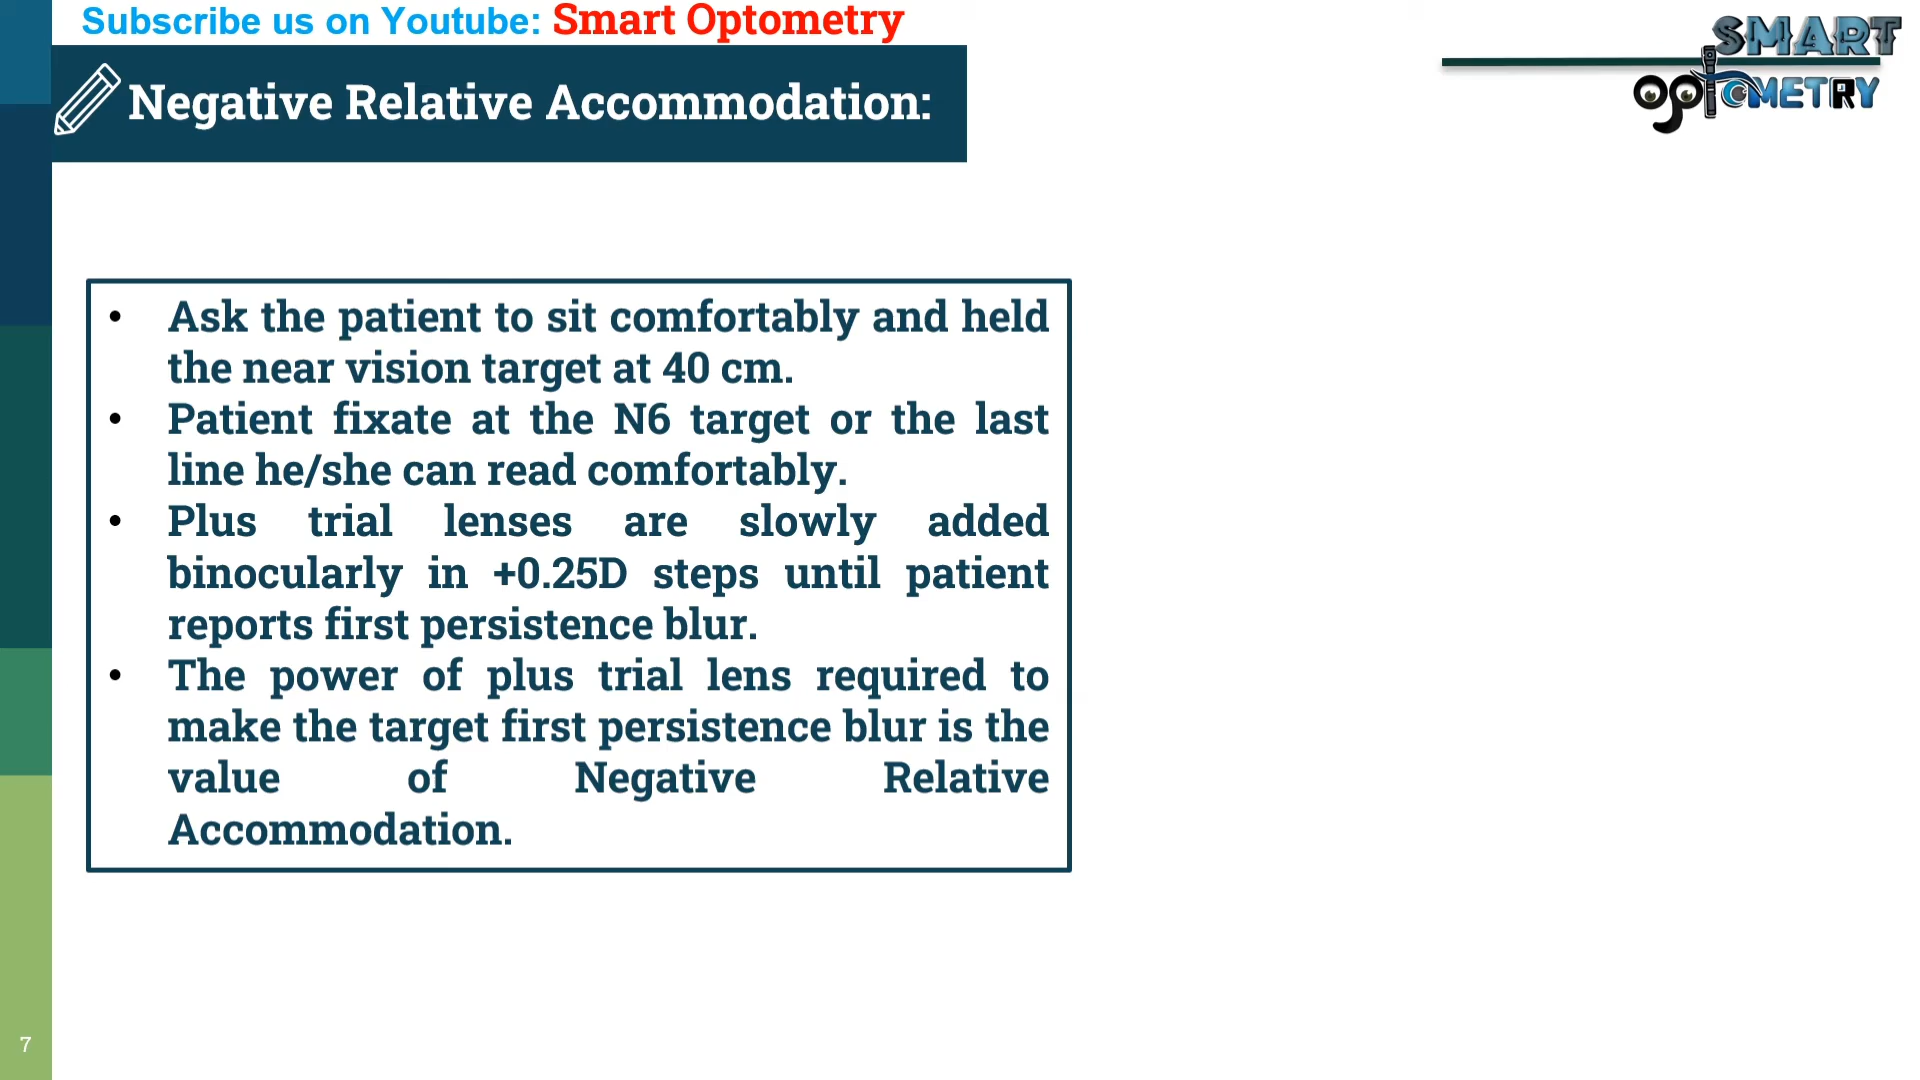 Subscribe us on Youtube: Smart Optometry
SMART
OptOMETRY
Negative Relative Accommodation:
• Ask the patient to sit comfortably and held
the near vision target at 40 cm.
• Patient fixate at the N6 target or the last
line he/she can read comfortably.
• Plus trial lenses are slowly added
binocularly in +0.25D steps until patient
reports first persistence blur.
• The power of plus trial lens required to
make the target first persistence blur is the
value of Negative Relative
Accommodation.
7